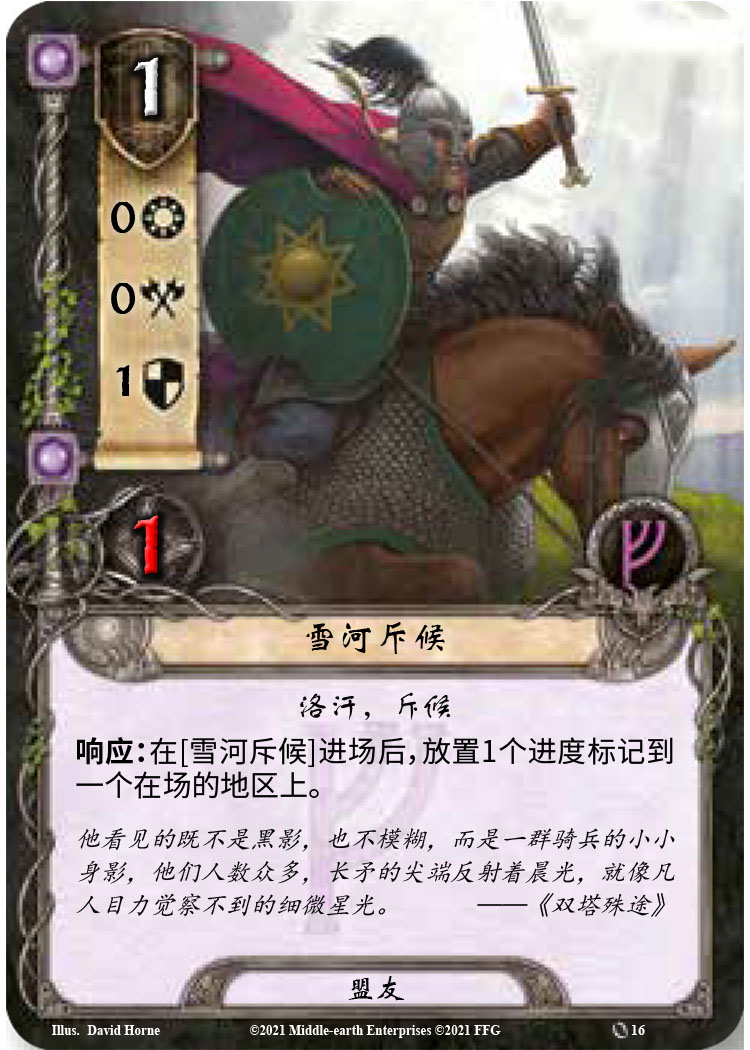 1
0
0
1
1
雪河斥候
洛汗，斥候
响应：在[雪河斥候]进场后，放置1个进度标记到
一个在场的地区上。
他看见的既不是黑影，也不模糊，而是一群骑兵的小小
身影，他们人数众多，长矛的尖端反射着晨光，就像凡
人目力觉察不到的细微星光。 ——《双塔殊途》
盟友
Illus. David Horne ©2021 Middle-earth Enterprises ©2021 FFG 16